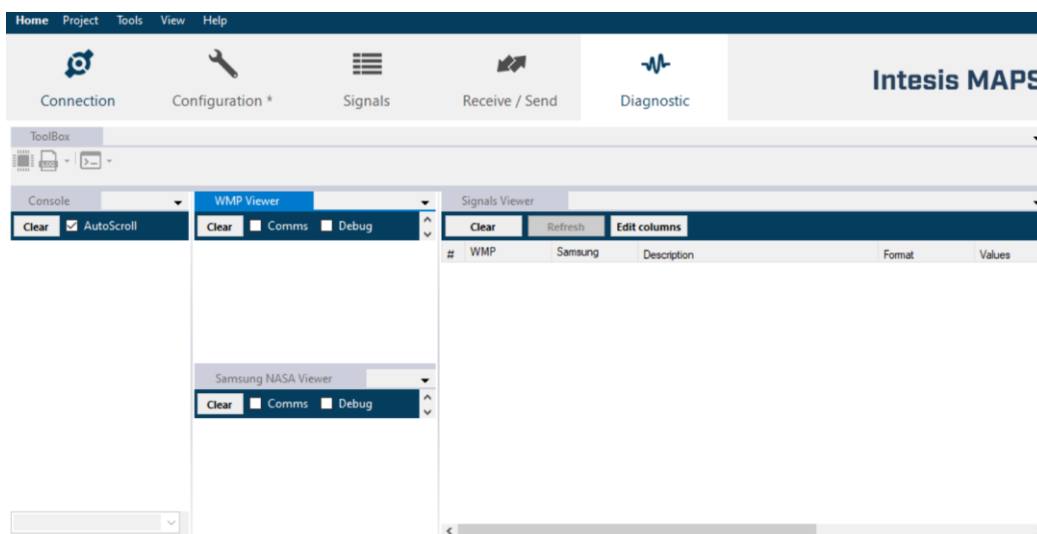 Home Project Tools View Help
Connection Configuration * Signals Receive / Send Diagnostic
Intesis MAPS
ToolBox
LOG
Console
Clear AutoScroll
WMP Viewer
Clear Comms Debug
Samsung NASA Viewer
Clear Comms Debug
Signals Viewer
Clear Refresh Edit columns
# WMP Samsung Description Format Values